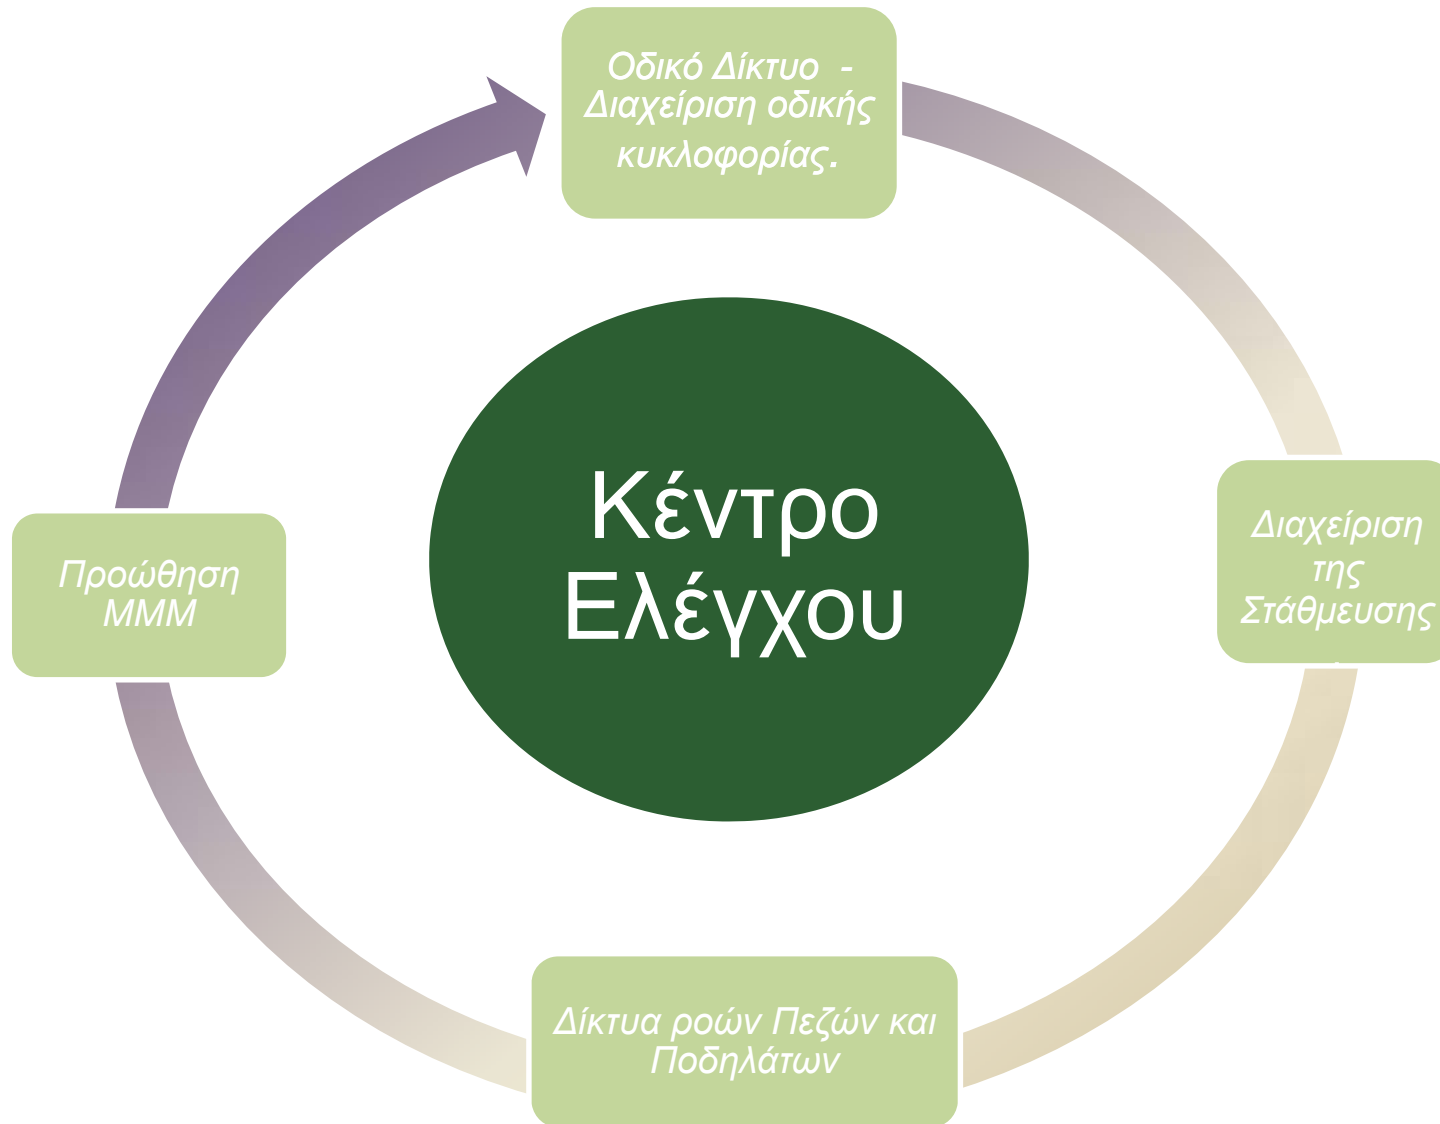 Οδικό Δίκτυο -
Διαχείριση οδικής
κυκλοφορίας.
Κέντρο
Ελέγχου
Διαχείριση
της
Στάθμευσης
Προώθηση
ΜΜΜ
Δίκτυα ροών Πεζών και
Ποδηλάτων